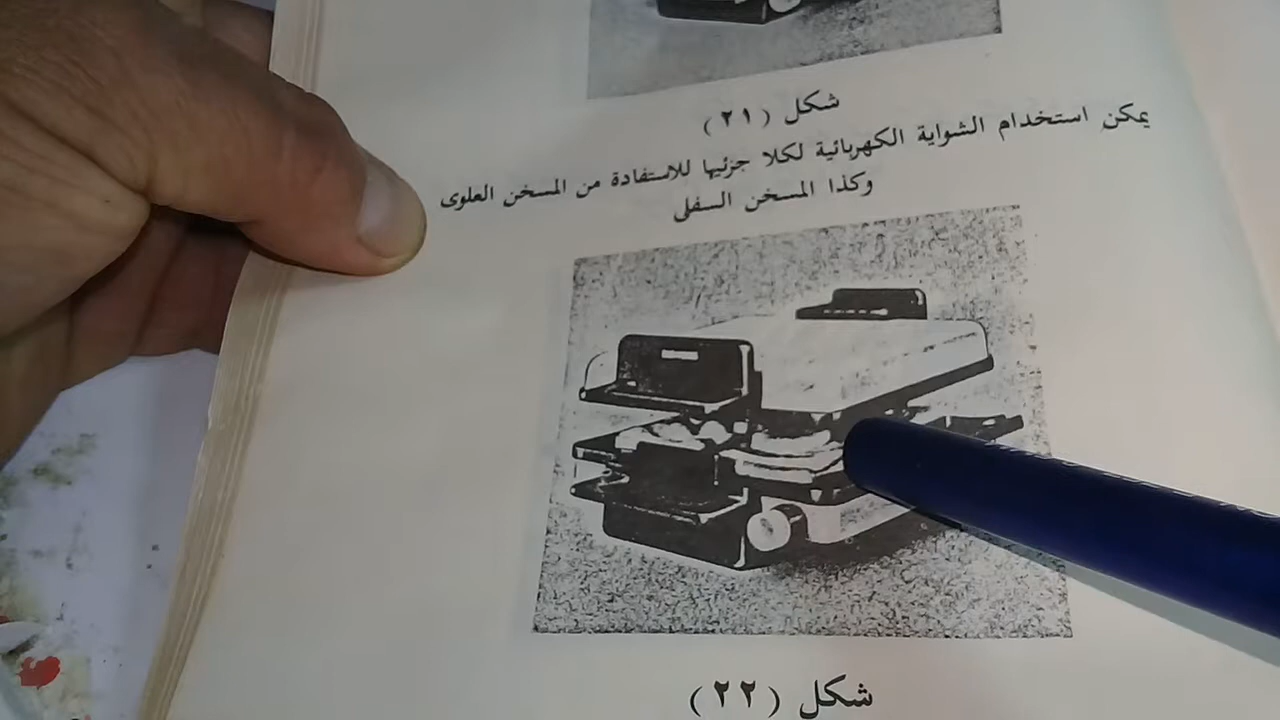 شكل (٢١)
يمكن استخدام الشواية الكهربائية لكلا جزئيها للاستفادة من المسخن العلوى
وكذا المسخن السفلى
شكل (٢٢)